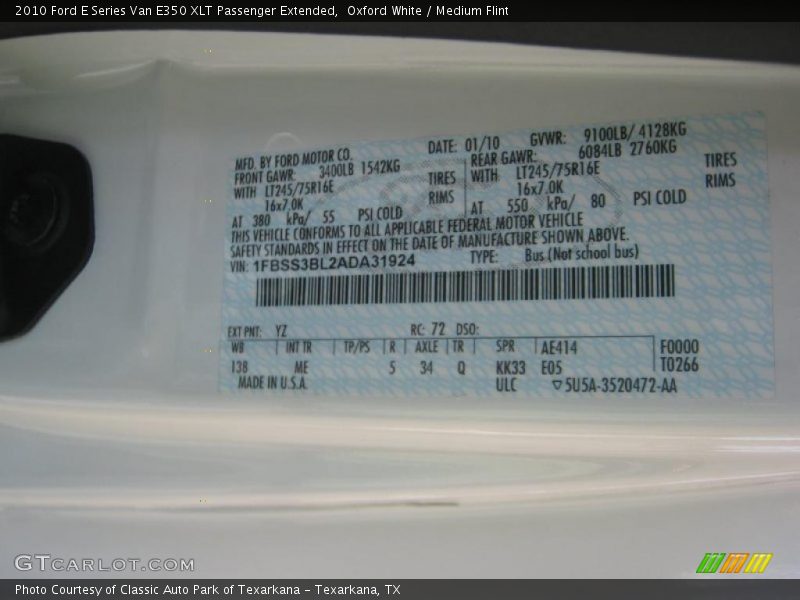 2010 Ford E Series Van E350 XLT Passenger Extended,  Oxford White / Medium Flint
MFD. BY FORD MOTOR CO. DATE: 01/10 GVWR: 9100LB/ 4128KG
FRONT GAWR: 3400LB 1542KG REAR GAWR: 6084LB 2760KG
WITH LT245/75R16E TIRES WITH LT245/75R16E TIRES
16x7.0K RIMS 16x7.0K RIMS
AT 380 kPa/ 55 PSI COLD AT 550 kPa/ 80 PSI COLD
THIS VEHICLE CONFORMS TO ALL APPLICABLE FEDERAL MOTOR VEHICLE
SAFETY STANDARDS IN EFFECT ON THE DATE OF MANUFACTURE SHOWN ABOVE.
VIN: 1FBSS3BL2ADA31924 TYPE: Bus (Not school bus)
EXT PNT: YZ RC: 72 DSO:
WB INT TR TP/PS R AXLE TR SPR AE414 F0000
138 ME 5 34 Q KK33 E05 T0266
MADE IN U.S.A. ULC ▽5U5A-3520472-AA
GTCARLOT.COM
Photo Courtesy of Classic Auto Park of Texarkana – Texarkana, TX